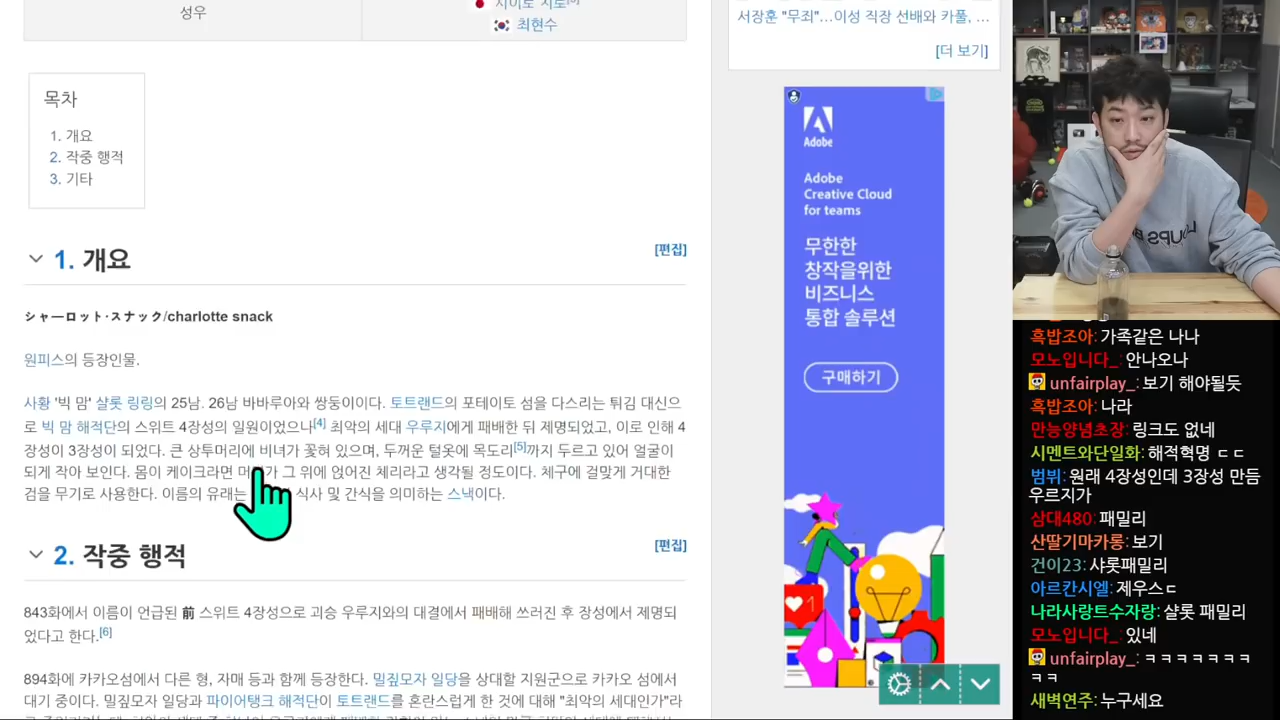 성우
최현수
목차
1. 개요
2. 작중 행적
3. 기타
1. 개요
[편집]
シャーロット·スナック/charlotte snack
원피스의 등장인물.
사황 '빅 맘' 샬롯 링링의 25남. 26남 바바루아와 쌍둥이이다. 토트랜드의 포테이토 섬을 다스리는 튀김 대신으
로 빅 맘 해적단의 스위트 4장성의 일원이었으나[4] 최악의 세대 우루지에게 패배한 뒤 제명되었고, 이로 인해 4
장성이 3장성이 되었다. 큰 상투머리에 비녀가 꽃혀 있으며, 두꺼운 털옷에 목도리[5]까지 두르고 있어 얼굴이
되게 작아 보인다. 몸이 케이크라면 그 위에 얹어진 체리라고 생각될 정도이다. 체구에 걸맞게 거대한
검을 무기로 사용한다. 이름의 유래는 식사 및 간식을 의미하는 스낵이다.
2. 작중 행적
[편집]
843화에서 이름이 언급된 前 스위트 4장성으로 괴승 우루지와의 대결에서 패배해 쓰러진 후 장성에서 제명되
었다고 한다.[6]
894화에 카카오섬에서 다른 형, 자매 등과 함께 등장한다. 밀짚모자 일당을 상대할 지원군으로 카카오 섬에서
대기 중이다. 밀짚모자 일당과 파이어탱크 해적단이 토트랜드를 혼란스럽게 한 것에 대해 "최악의 세대인가"라
서장훈 "무죄"...이성 직장 선배와 카풀, ...
[더 보기]
Adobe
Adobe
Creative Cloud
for teams
무한한
창작을위한
비즈니스
통합 솔루션
구매하기
흑밥조아: 가족같은 나나
모노입니다_: 안나오나
unfairplay_: 보기 해야될듯
흑밥조아: 나라
만능양념초장: 링크도 없네
시멘트와단일화: 해적혁명 ㄷㄷ
범뷔: 원래 4장성인데 3장성 만듬
우르지가
삼대480: 패밀리
산딸기마카롱: 보기
건이23: 샤롯패밀리
아르칸시엘: 제우스ㄷ
나라사랑트수자랑: 샬롯 패밀리
모노입니다_: 있네
unfairplay_: ㅋㅋㅋㅋㅋㅋㅋ
ㅋㅋ
새벽연주: 누구세요